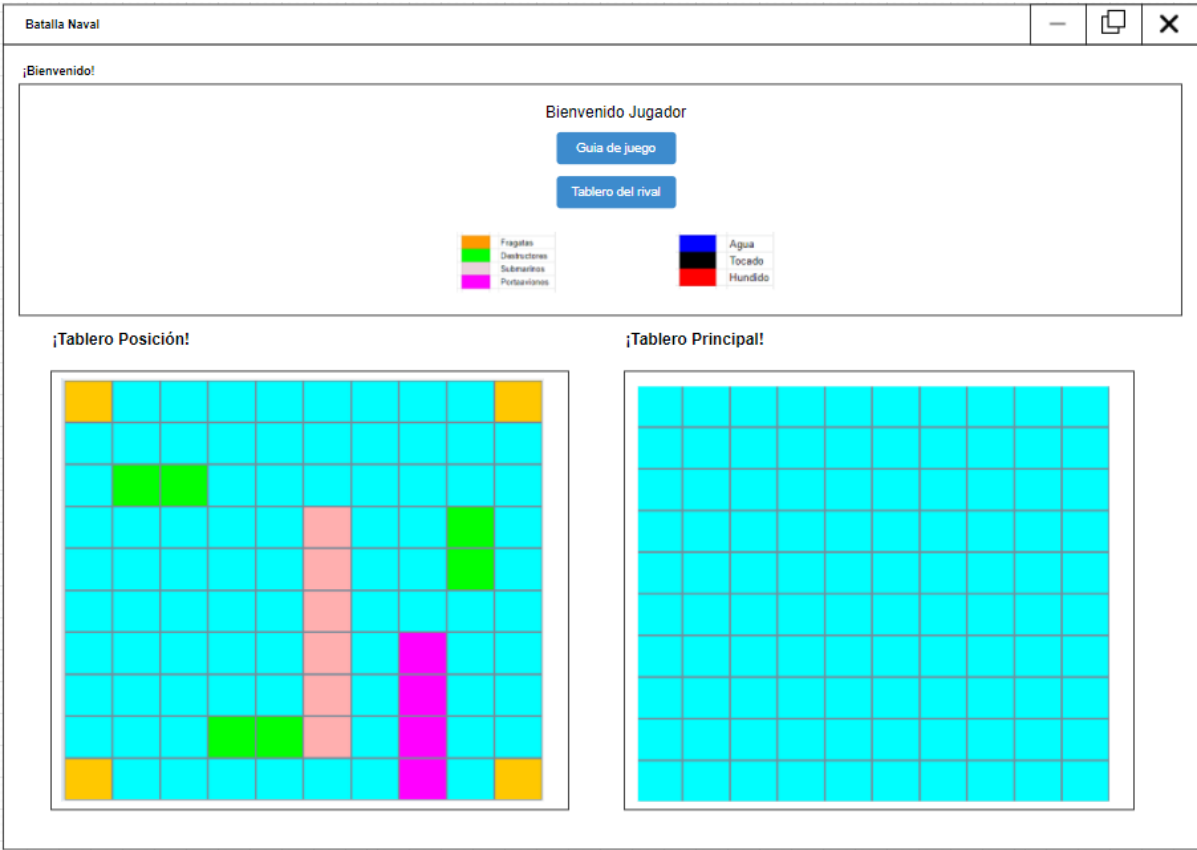 Batalla Naval
¡Bienvenido!
Bienvenido Jugador
Guia de juego
Tablero del rival
Fragatas
Destructores
Submarinos
Portaaviones
Agua
Tocado
Hundido
¡Tablero Posición!
¡Tablero Principal!